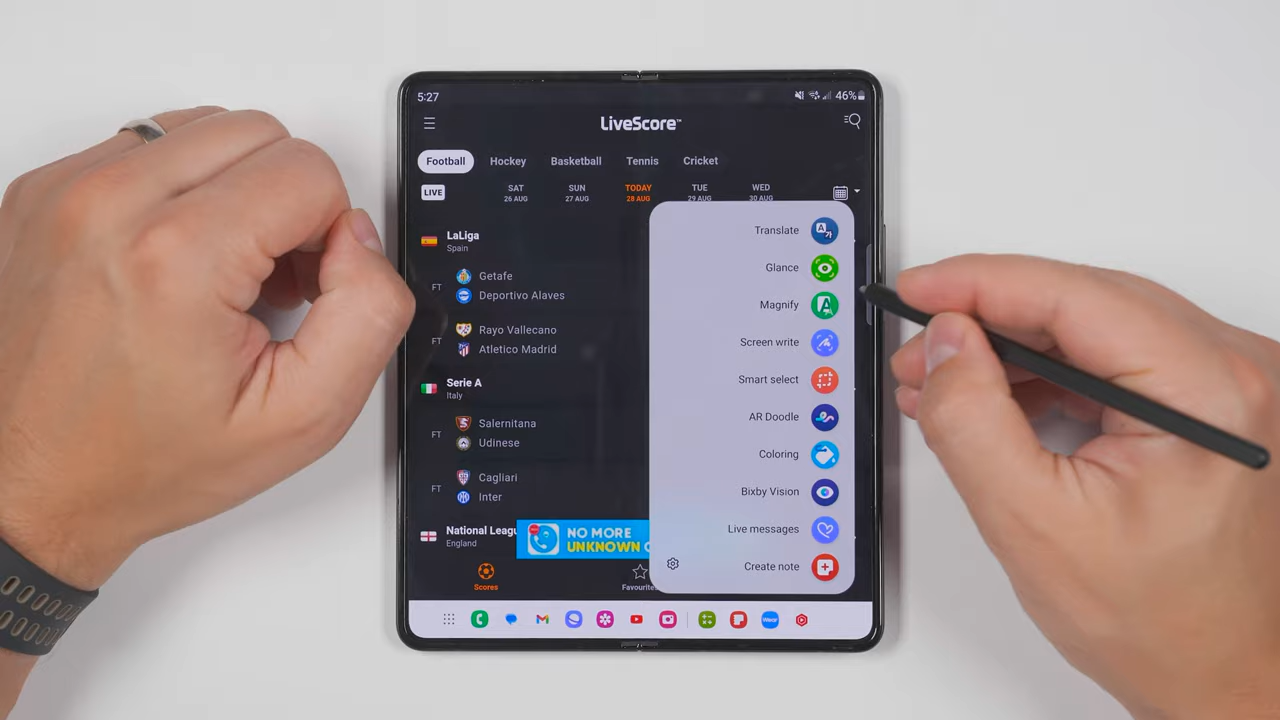 5:27
46%
LiveScore™
Football Hockey Basketball Tennis Cricket
LIVE
SAT SUN TODAY TUE WED
26 AUG 27 AUG 28 AUG 29 AUG 30 AUG
LaLiga
Spain
FT
Getafe
Deportivo Alaves
FT
Rayo Vallecano
Atletico Madrid
Serie A
Italy
FT
Salernitana
Udinese
FT
Cagliari
Inter
National Leagu
England
NO MORE
UNKNOWN
Scores
Favourite
Translate
Glance
Magnify
Screen write
Smart select
AR Doodle
Coloring
Bixby Vision
Live messages
Create note
Wear